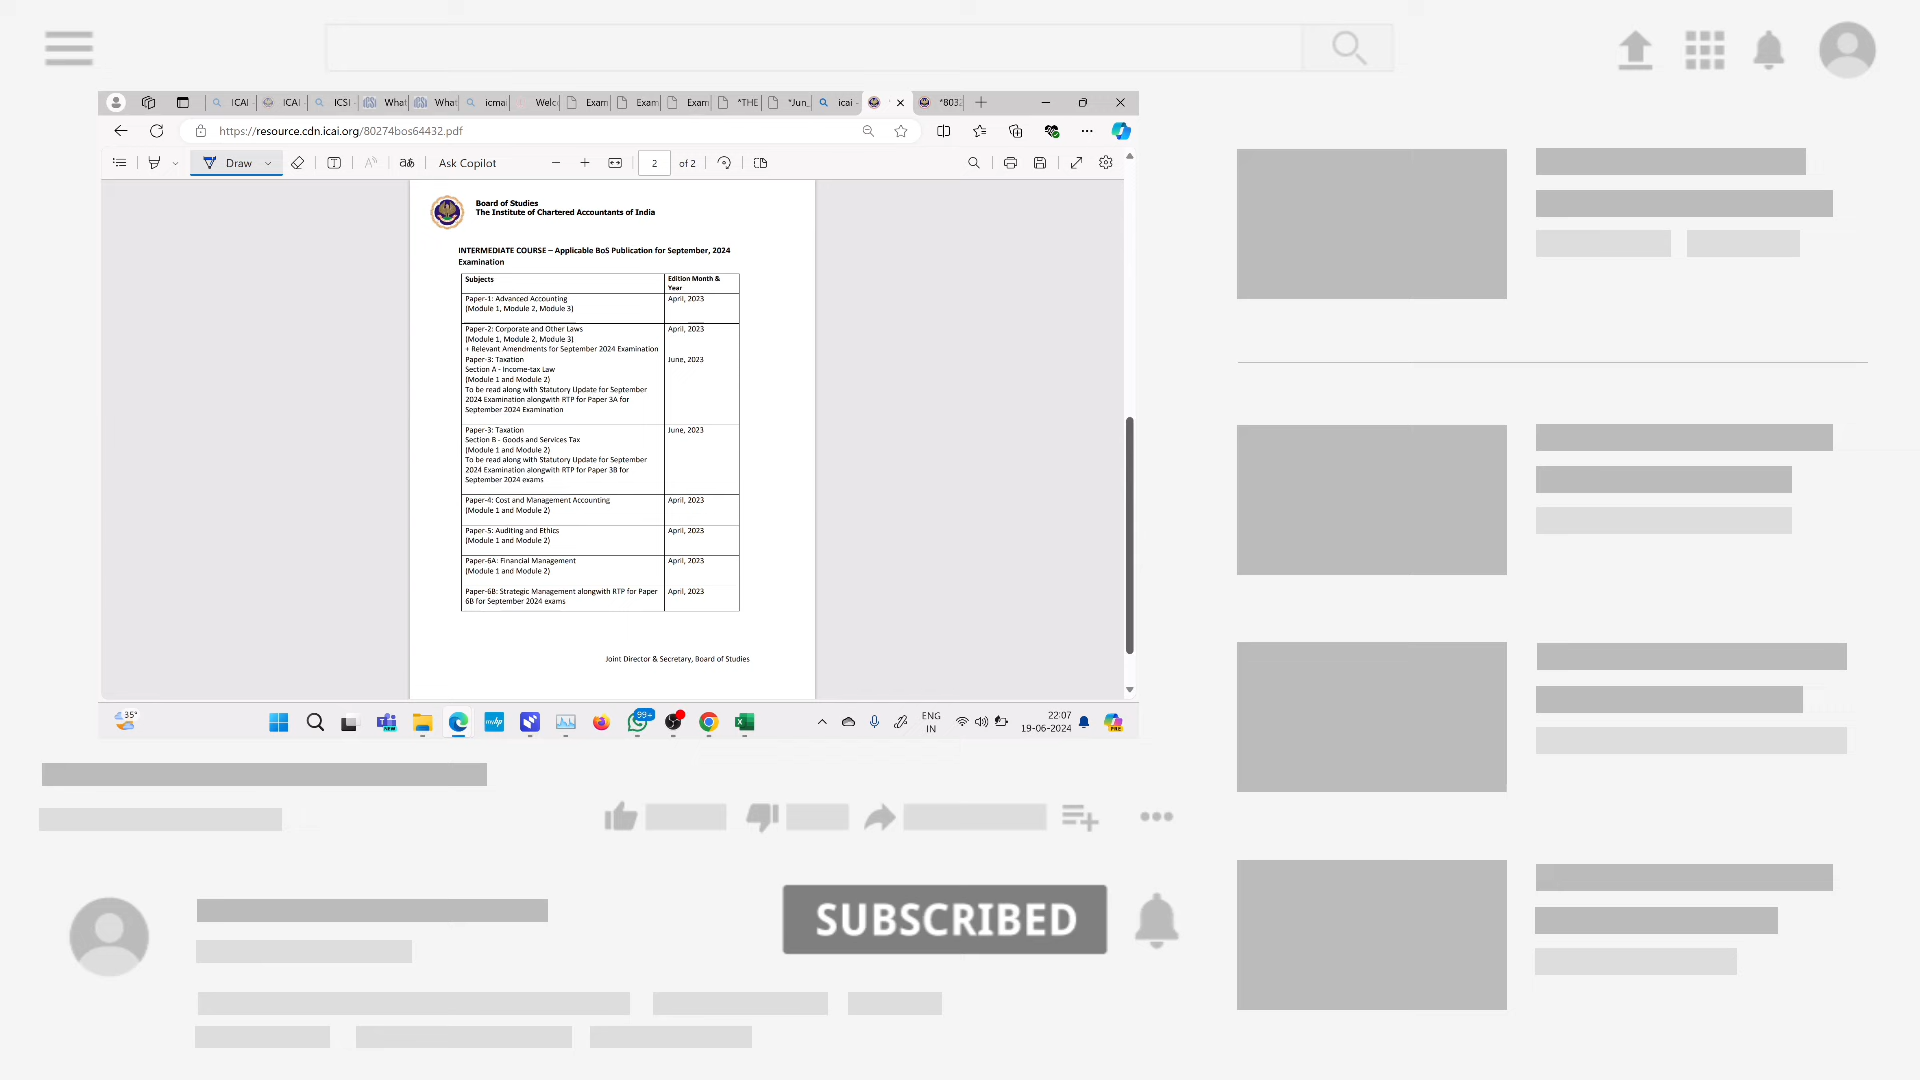 ICAI
ICAI
ICSI
What
What
icmai
Welc
Exam
Exam
Exam
*THE
*Jun_
icai -
*8032
https://resource.cdn.icai.org/80274bos64432.pdf
Draw
Ask Copilot
2
of 2
Board of Studies
The Institute of Chartered Accountants of India
INTERMEDIATE COURSE – Applicable BoS Publication for September, 2024
Examination
Subjects
Edition Month &
Year
Paper-1: Advanced Accounting
(Module 1, Module 2, Module 3)
April, 2023
Paper-2: Corporate and Other Laws
(Module 1, Module 2, Module 3)
+ Relevant Amendments for September 2024 Examination
April, 2023
Paper-3: Taxation
Section A - Income-tax Law
(Module 1 and Module 2)
To be read along with Statutory Update for September
2024 Examination alongwith RTP for Paper 3A for
September 2024 Examination
June, 2023
Paper-3: Taxation
Section B - Goods and Services Tax
(Module 1 and Module 2)
To be read along with Statutory Update for September
2024 Examination alongwith RTP for Paper 3B for
September 2024 exams
June, 2023
Paper-4: Cost and Management Accounting
(Module 1 and Module 2)
April, 2023
Paper-5: Auditing and Ethics
(Module 1 and Module 2)
April, 2023
Paper-6A: Financial Management
(Module 1 and Module 2)
April, 2023
Paper-6B: Strategic Management alongwith RTP for Paper
6B for September 2024 exams
April, 2023
Joint Director & Secretary, Board of Studies
35°
NEW
myhp
99+
ENG
IN
22:07
19-06-2024
PRE
SUBSCRIBED